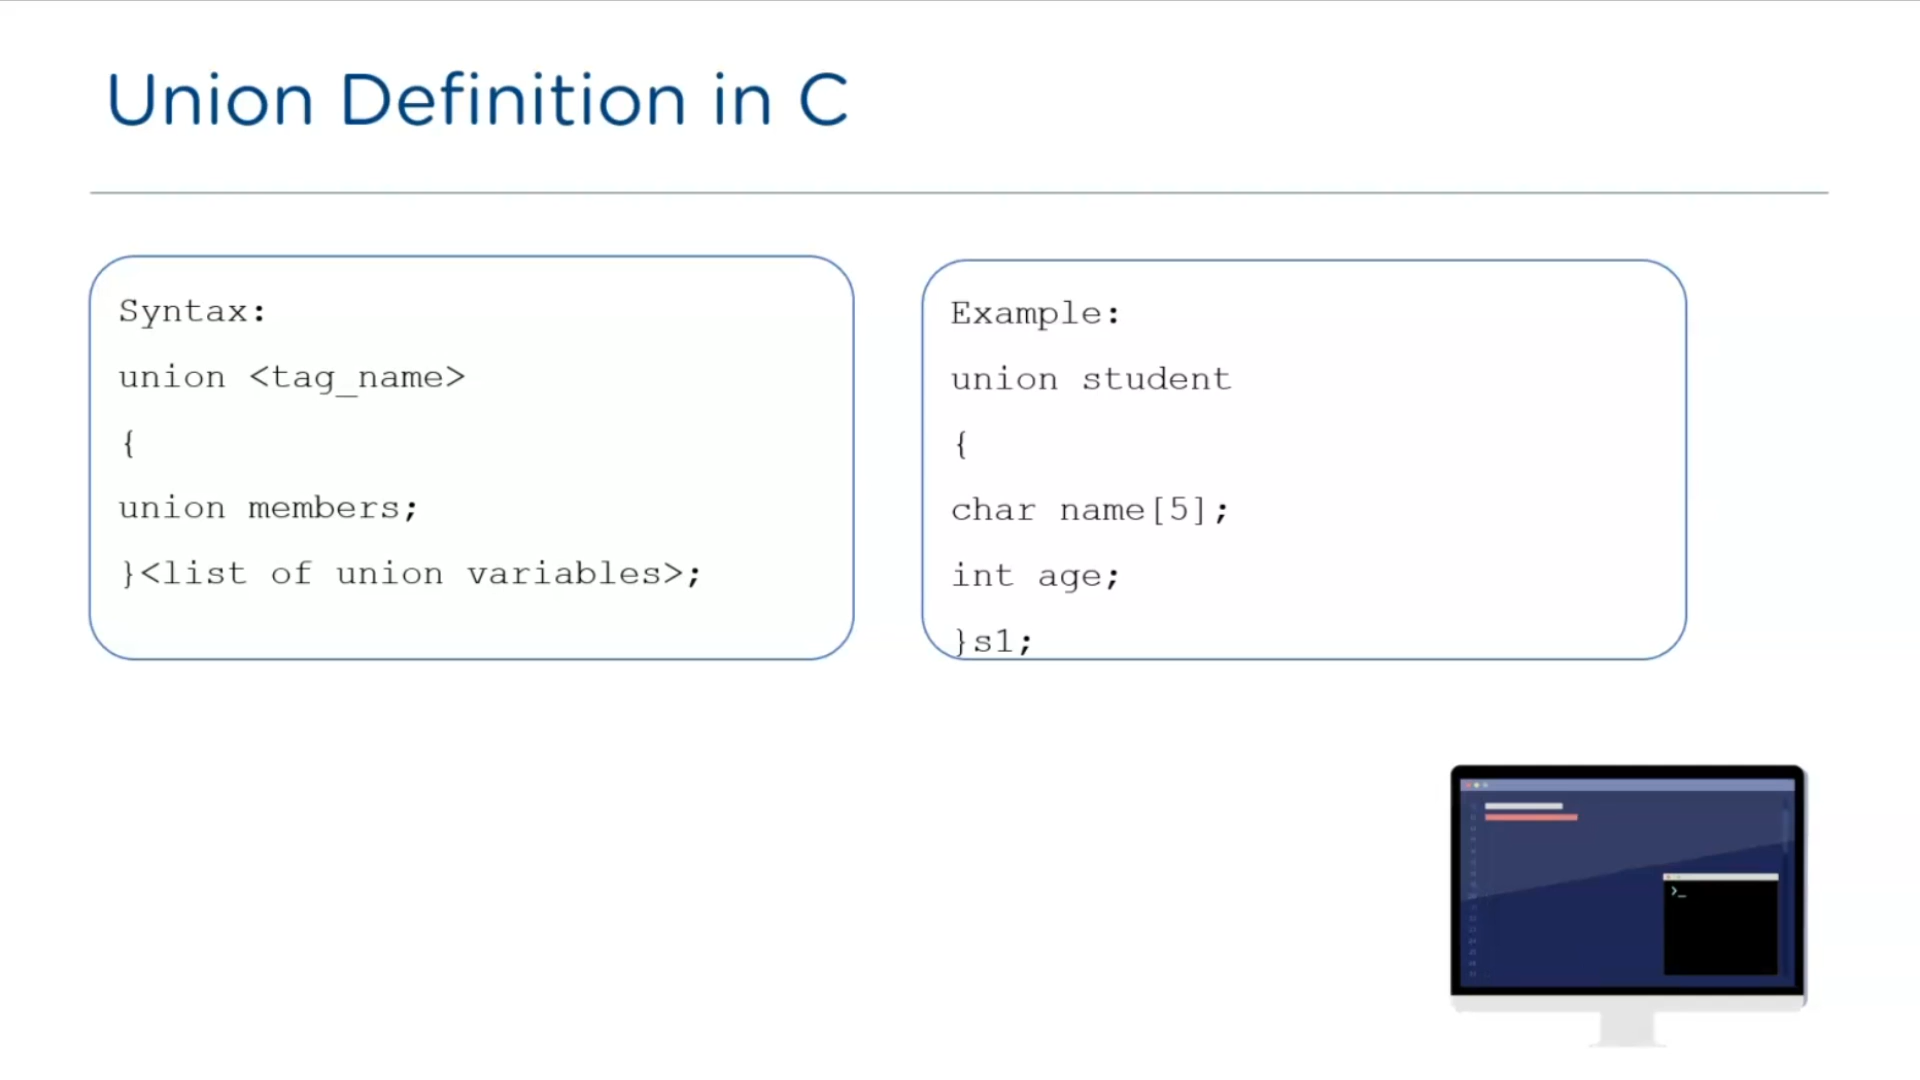 Union Definition in C
Syntax:
union <tag_name>
{
union members;
}<list of union variables>;
Example:
union student
{
char name[5];
int age;
}s1;
>_